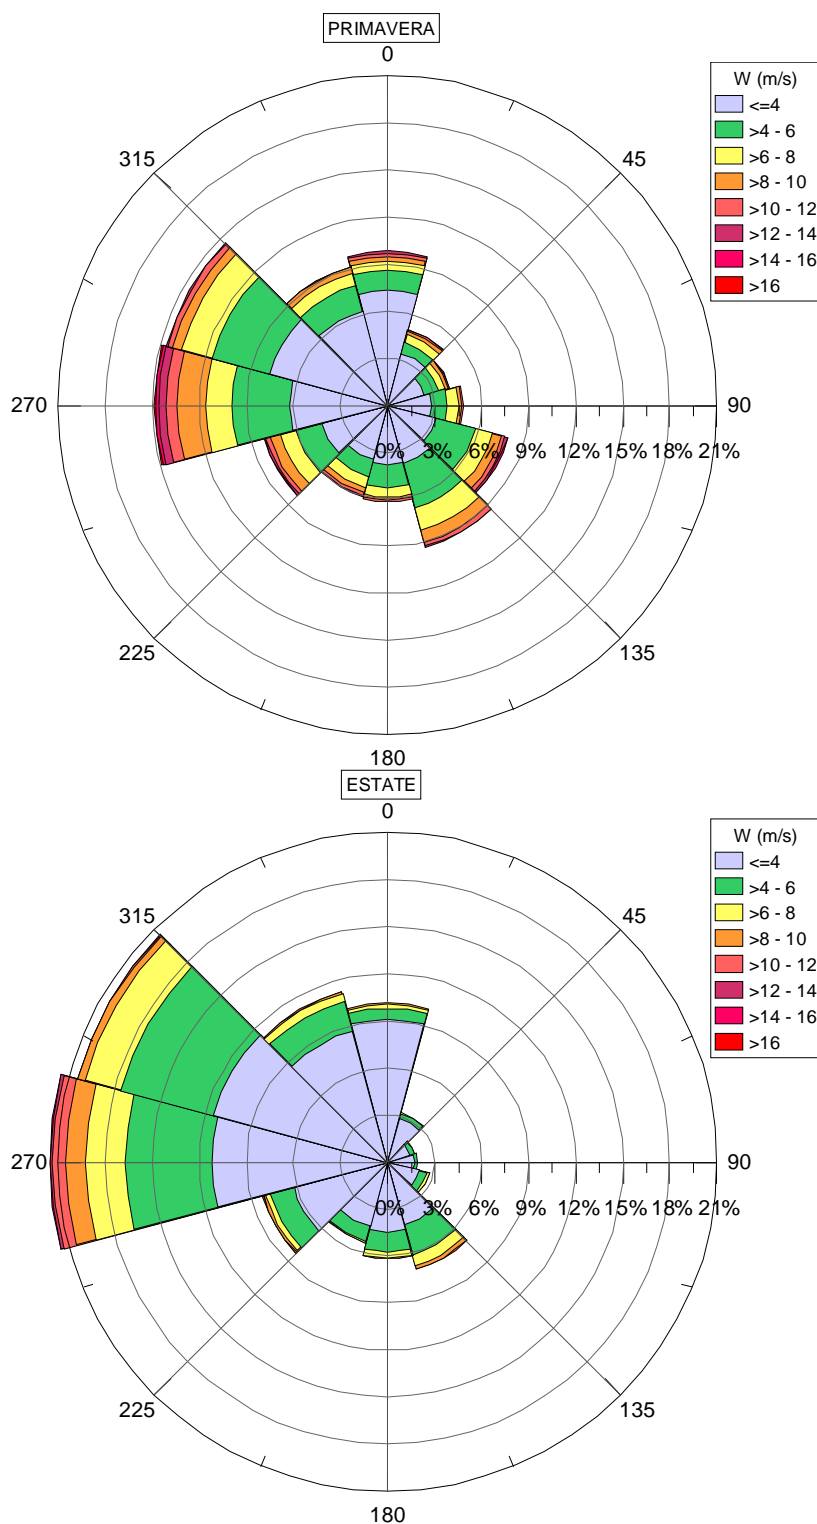 PRIMAVERA
0
W (m/s)
<=4
>4 - 6
>6 - 8
>8 - 10
>10 - 12
>12 - 14
>14 - 16
>16
315
45
270
90
0% 3% 6% 9% 12% 15% 18% 21%
225
135
180
ESTATE
0
W (m/s)
<=4
>4 - 6
>6 - 8
>8 - 10
>10 - 12
>12 - 14
>14 - 16
>16
315
45
270
90
0% 3% 6% 9% 12% 15% 18% 21%
225
135
180